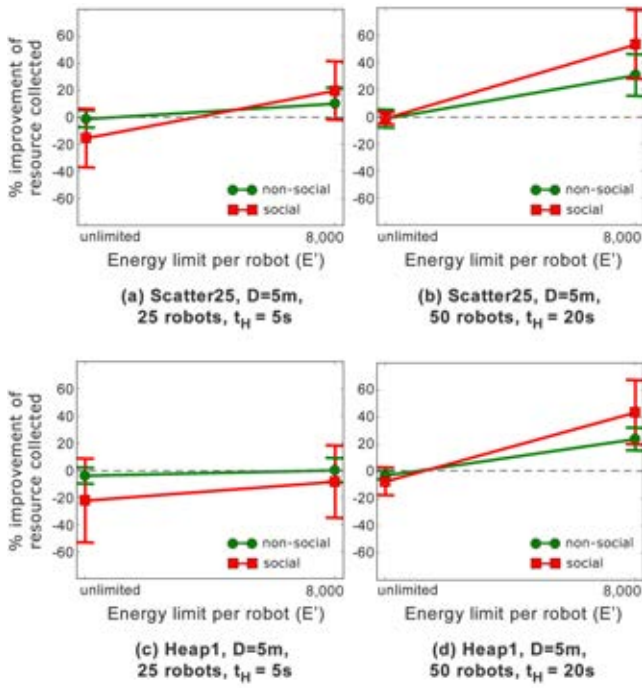 % improvement of
resource collected
60
40
20
0
-20
-40
-60
non-social
social
unlimited
8,000
Energy limit per robot (E')
(a) Scatter25, D=5m,
25 robots, tH = 5s
60
40
20
0
-20
-40
-60
non-social
social
unlimited
8,000
Energy limit per robot (E')
(b) Scatter25, D=5m,
50 robots, tH = 20s
% improvement of
resource collected
60
40
20
0
-20
-40
-60
non-social
social
unlimited
8,000
Energy limit per robot (E')
(c) Heap1, D=5m,
25 robots, tH = 5s
60
40
20
0
-20
-40
-60
non-social
social
unlimited
8,000
Energy limit per robot (E')
(d) Heap1, D=5m,
50 robots, tH = 20s